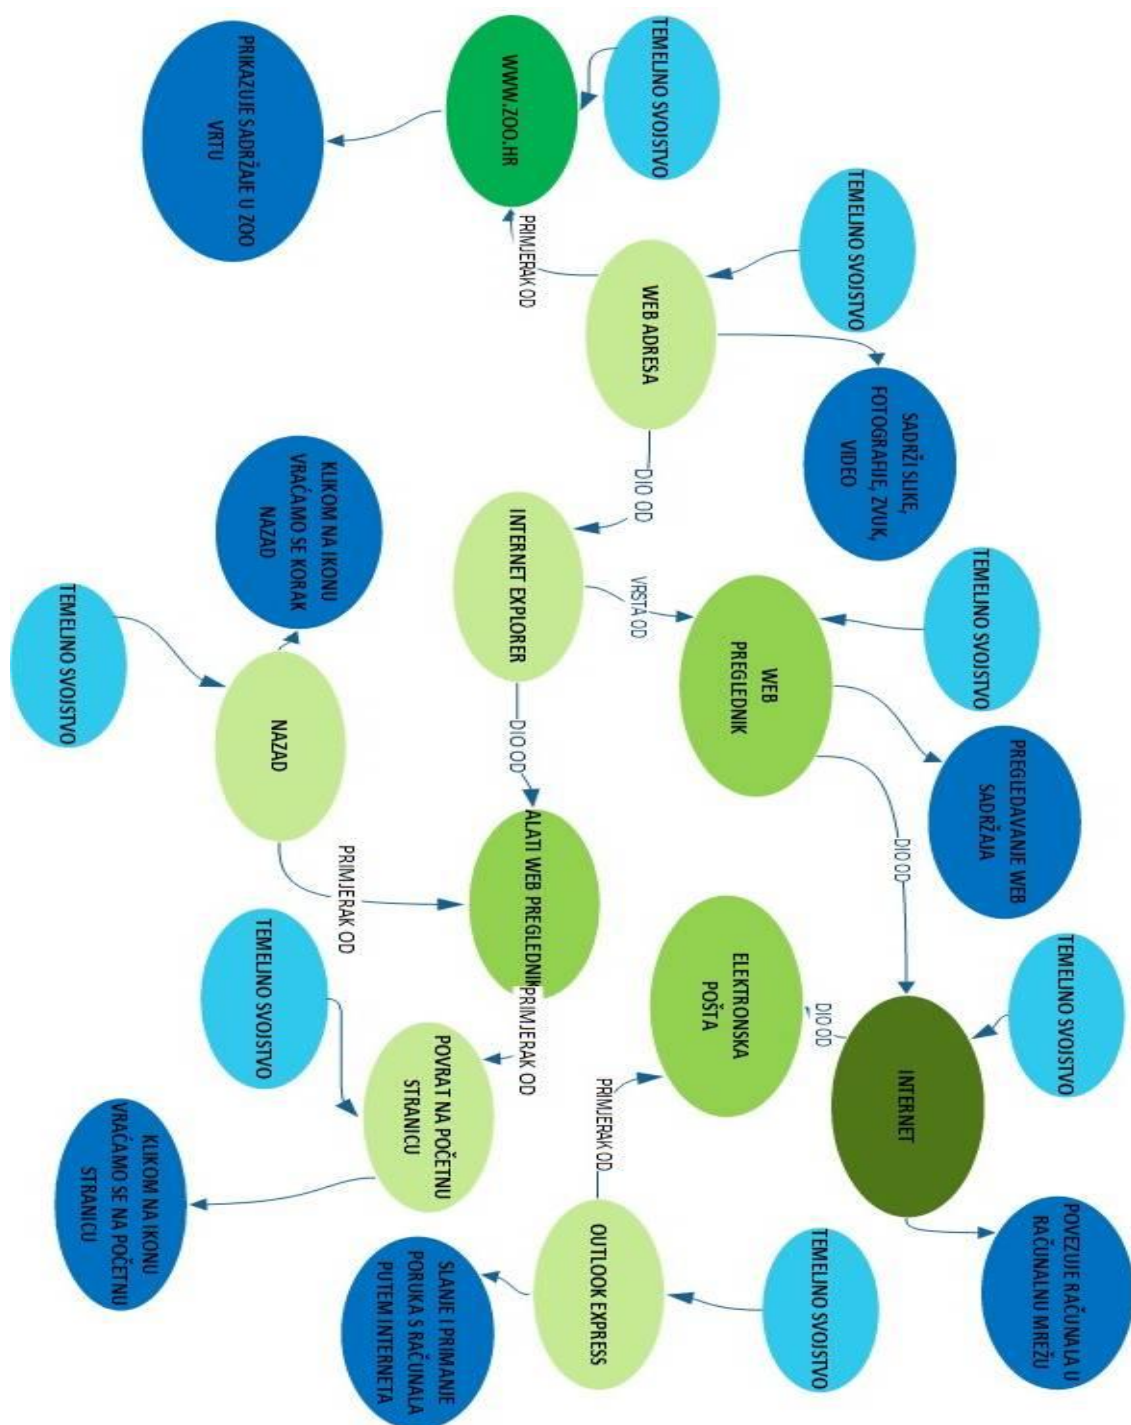 TEMELJNO SVOJSTVO
POVEZUJE RAČUNALA U
RAČUNALNU MREŽU
TEMELJNO SVOJSTVO
PREGLEDAVANJE WEB
SADRŽAJA
INTERNET
DIO OD
SADRŽI SLIKE,
FOTOGRAFIJE, ZVUK,
VIDEO
TEMELJNO SVOJSTVO
DIO OD
TEMELJNO SVOJSTVO
WEB
PREGLEDNIK
ELEKTRONSKA
POŠTA
TEMELJNO SVOJSTVO
WEB ADRESA
DIO OD
VRSTA OD
PRIMJERAK OD
OUTLOOK EXPRESS
WWW.ZOO.HR
PRIMJERAK OD
INTERNET EXPLORER
DIO OD
ALATI WEB PREGLEDNIK
PRIMJERAK OD
POVRAT NA POČETNU
STRANICU
SLANJE I PRIMANJE
PORUKA S RAČUNALA
PUTEM INTERNETA
PRIMJERAK OD
KLIKOM NA IKONU
VRAĆAMO SE KORAK
NAZAD
NAZAD
TEMELJNO SVOJSTVO
PRIKAZUJE SADRŽAJE U ZOO
VRTU
KLIKOM NA IKONU
VRAĆAMO SE NA POČETNU
STRANICU
TEMELJNO SVOJSTVO